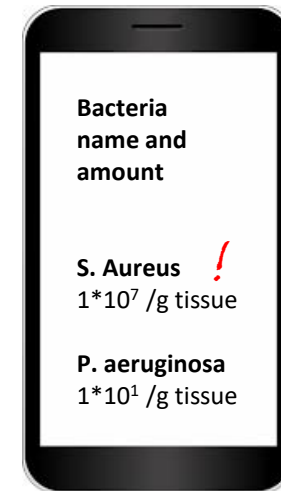 Bacteria
name and
amount
S. Aureus !
1*10⁷ /g tissue
P. aeruginosa
1*10¹ /g tissue